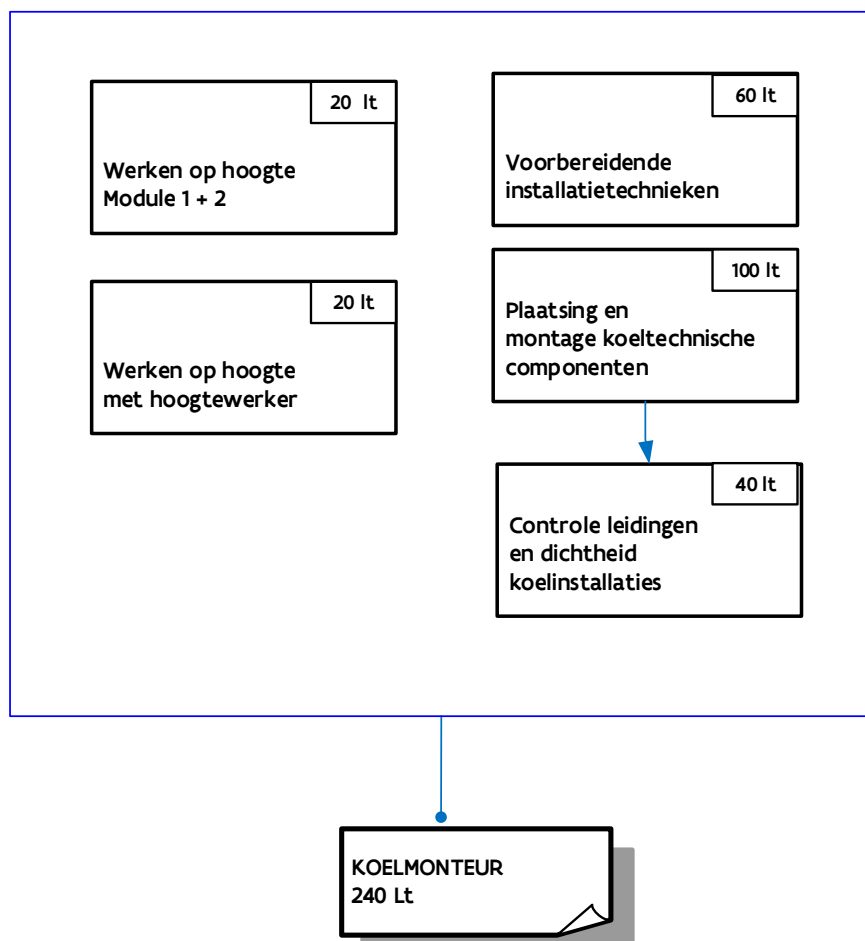 20 lt
Werken op hoogte
Module 1 + 2
20 lt
Werken op hoogte
met hoogtewerker
60 lt
Voorbereidende
installatietechnieken
100 lt
Plaatsing en
montage koeltechnische
componenten
40 lt
Controle leidingen
en dichtheid
koelinstallaties
KOELMONTEUR
240 Lt